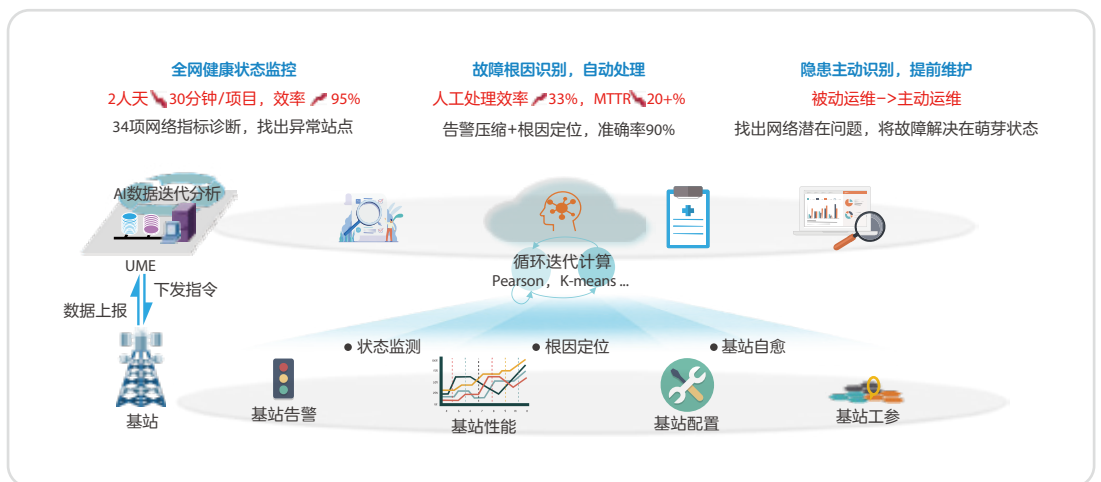 全网健康状态监控
2人天 30分钟/项目，效率 95%
34项网络指标诊断，找出异常站点
故障根因识别，自动处理
人工处理效率 33%，MTTR 20+%
告警压缩+根因定位，准确率90%
隐患主动识别，提前维护
被动运维->主动运维
找出网络潜在问题，将故障解决在萌芽状态
AI数据迭代分析
UME
下发指令
数据上报
基站
循环迭代计算
Pearson，K-means ...
● 状态监测
● 根因定位
● 基站自愈
基站告警
基站性能
基站配置
基站工参